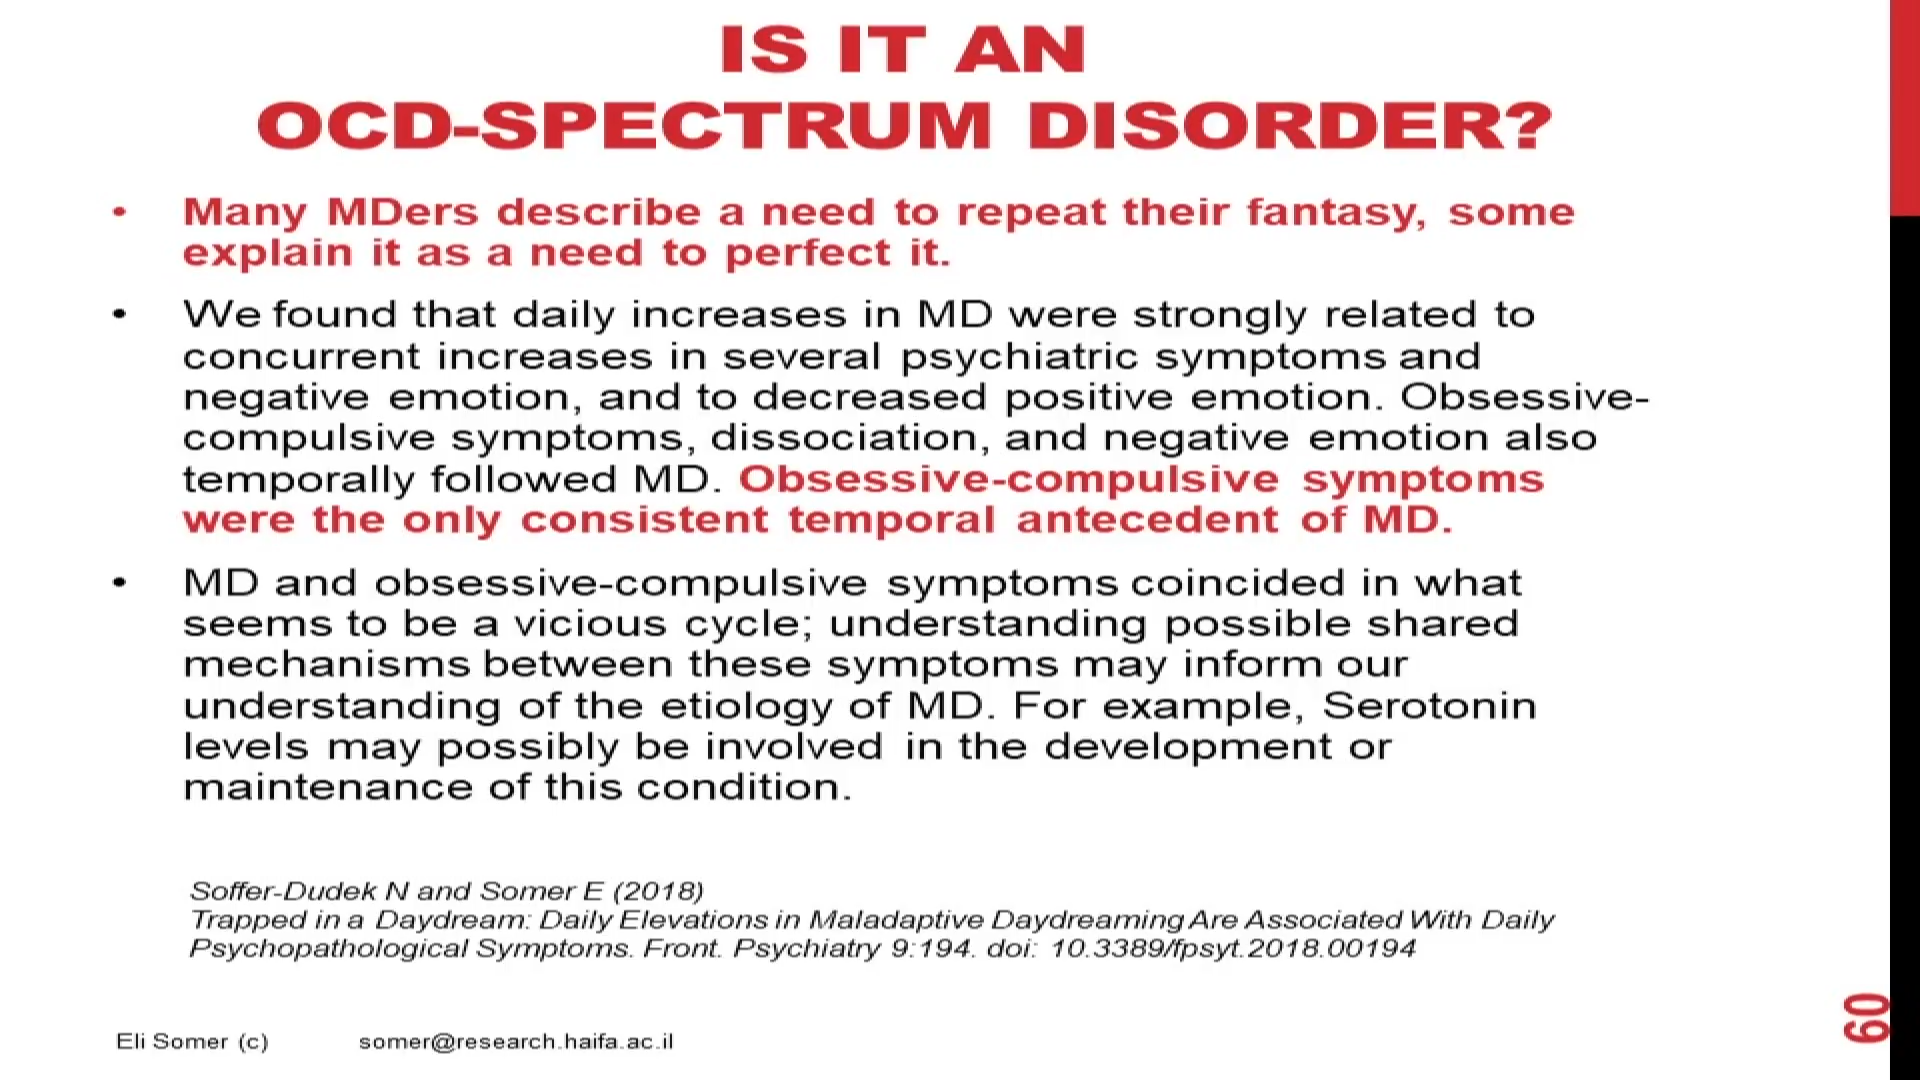 IS IT AN
OCD-SPECTRUM DISORDER?
• Many MDers describe a need to repeat their fantasy, some
explain it as a need to perfect it.
• We found that daily increases in MD were strongly related to
concurrent increases in several psychiatric symptoms and
negative emotion, and to decreased positive emotion. Obsessive-
compulsive symptoms, dissociation, and negative emotion also
temporally followed MD. Obsessive-compulsive symptoms
were the only consistent temporal antecedent of MD.
• MD and obsessive-compulsive symptoms coincided in what
seems to be a vicious cycle; understanding possible shared
mechanisms between these symptoms may inform our
understanding of the etiology of MD. For example, Serotonin
levels may possibly be involved in the development or
maintenance of this condition.
Soffer-Dudek N and Somer E (2018)
Trapped in a Daydream: Daily Elevations in Maladaptive Daydreaming Are Associated With Daily
Psychopathological Symptoms. Front. Psychiatry 9:194. doi: 10.3389/fpsyt.2018.00194
Eli Somer (c) somer@research.haifa.ac.il
60